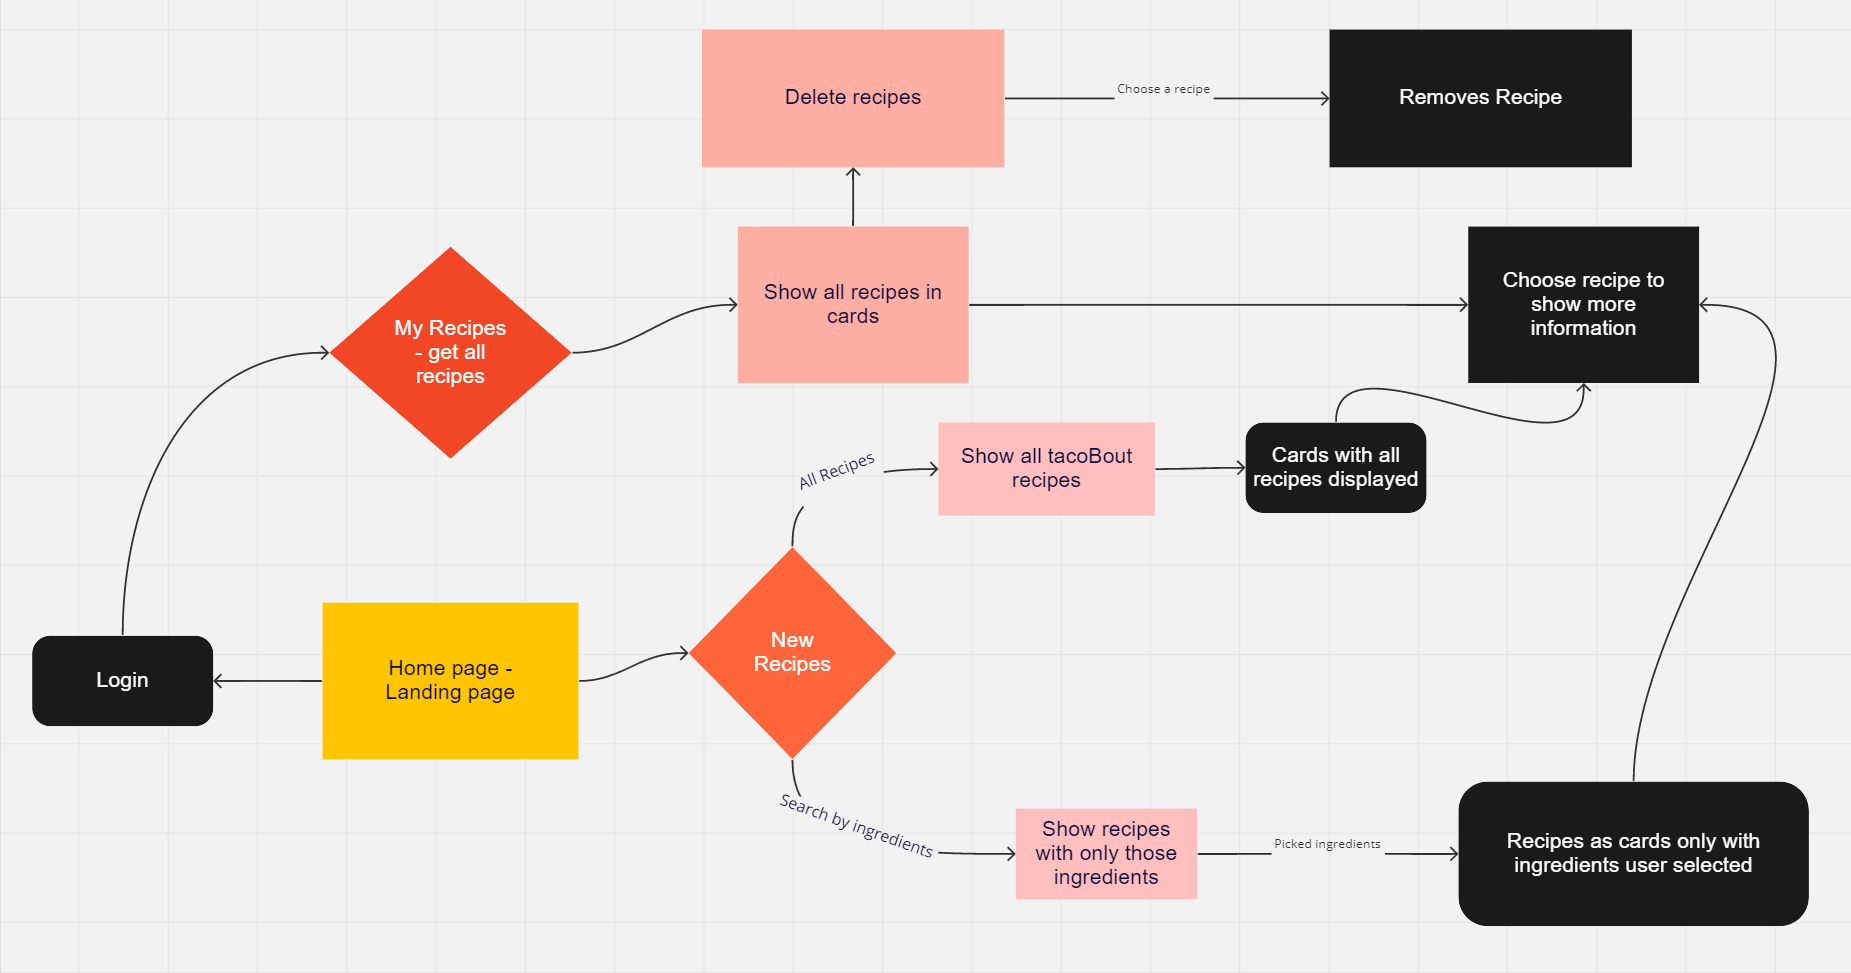 Delete recipes
Choose a recipe
Removes Recipe
My Recipes
- get all
recipes
Show all recipes in
cards
Choose recipe to
show more
information
All Recipes
Show all tacoBout
recipes
Cards with all
recipes displayed
Login
Home page -
Landing page
New
Recipes
Search by ingredients
Show recipes
with only those
ingredients
Picked ingredients
Recipes as cards only with
ingredients user selected